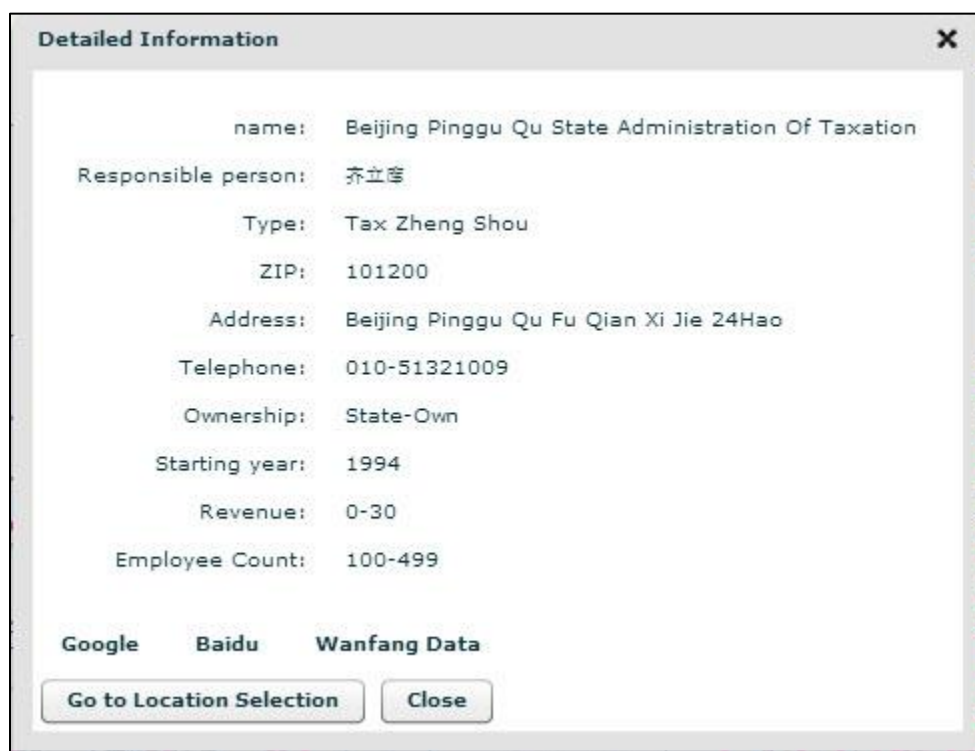 Detailed Information
name: Beijing Pinggu Qu State Administration Of Taxation
Responsible person: 齐立
Type: Tax Zheng Shou
ZIP: 101200
Address: Beijing Pinggu Qu Fu Qian Xi Jie 24Hao
Telephone: 010-51321009
Ownership: State-Own
Starting year: 1994
Revenue: 0-30
Employee Count: 100-499
Google Baidu Wanfang Data
Go to Location Selection Close